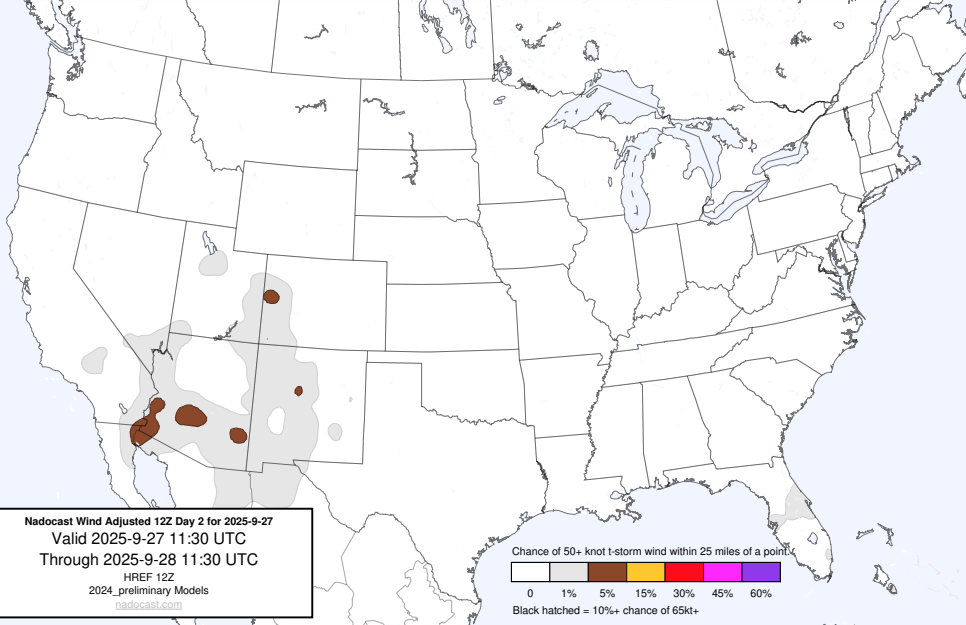 Nadocast Wind Adjusted 12Z Day 2 for 2025-9-27
Valid 2025-9-27 11:30 UTC
Through 2025-9-28 11:30 UTC
HREF 12Z
2024_preliminary Models
nadocast.com
Chance of 50+ knot t-storm wind within 25 miles of a point.
0 1% 5% 15% 30% 45% 60%
Black hatched = 10%+ chance of 65kt+